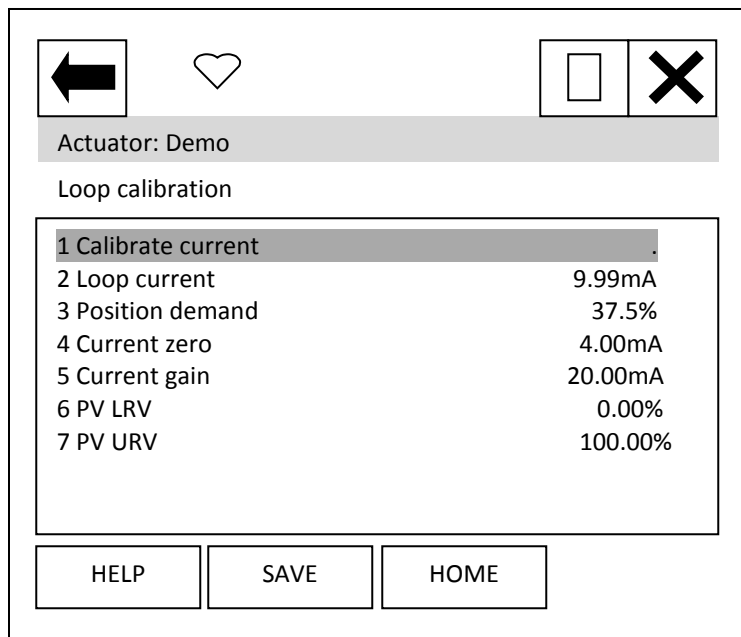 Actuator: Demo
Loop calibration
1 Calibrate current .
2 Loop current 9.99mA
3 Position demand 37.5%
4 Current zero 4.00mA
5 Current gain 20.00mA
6 PV LRV 0.00%
7 PV URV 100.00%
HELP SAVE HOME